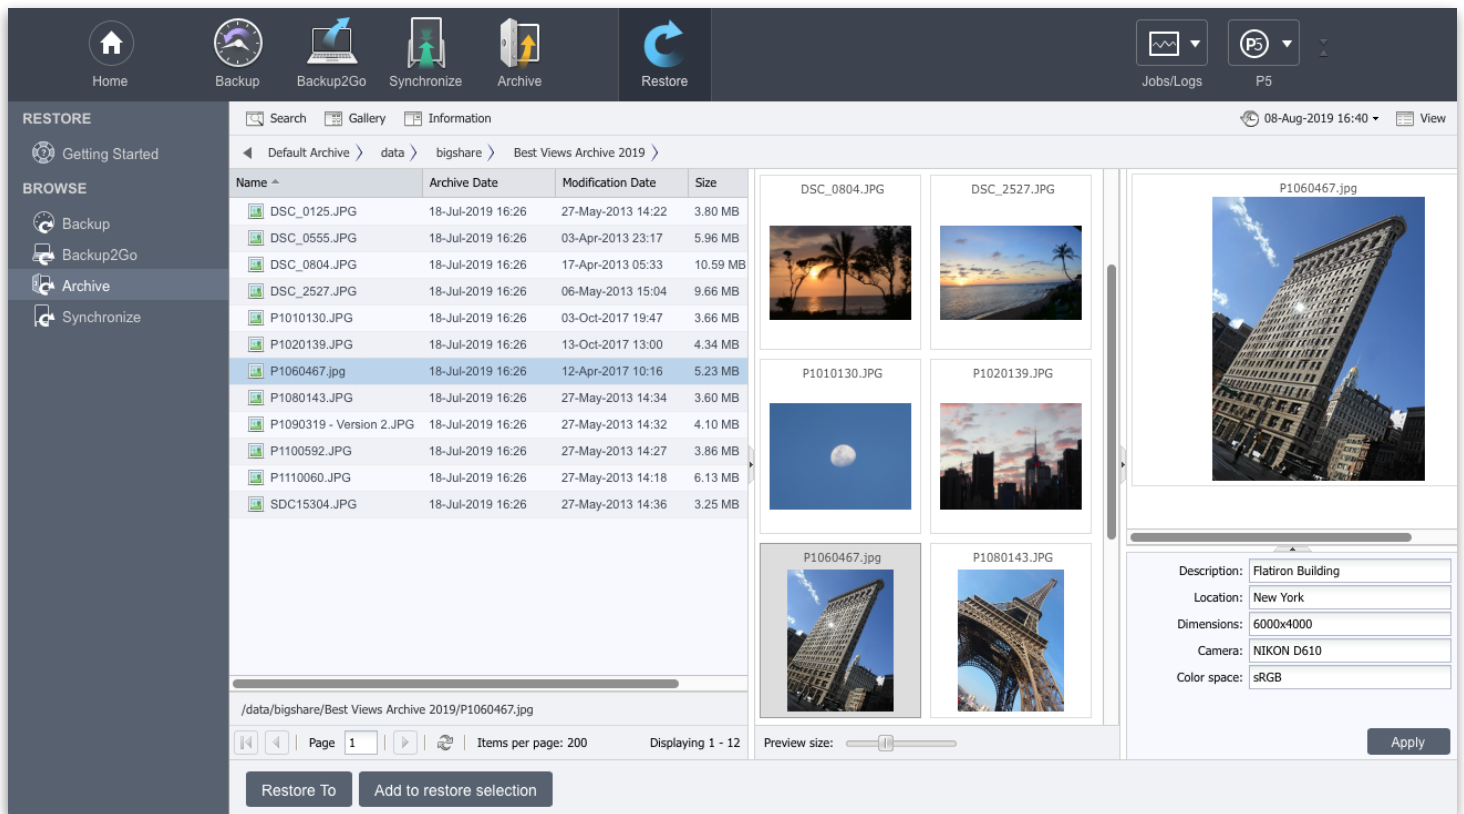 Home
Backup
Backup2Go
Synchronize
Archive
Restore
Jobs/Logs
P5
P5
RESTORE
Getting Started
BROWSE
Backup
Backup2Go
Archive
Synchronize
Search Gallery Information
08-Aug-2019 16:40 View
Default Archive data bigshare Best Views Archive 2019
Name Archive Date Modification Date Size
DSC_0125.JPG 18-Jul-2019 16:26 27-May-2013 14:22 3.80 MB
DSC_0555.JPG 18-Jul-2019 16:26 03-Apr-2013 23:17 5.96 MB
DSC_0804.JPG 18-Jul-2019 16:26 17-Apr-2013 05:33 10.59 MB
DSC_2527.JPG 18-Jul-2019 16:26 06-May-2013 15:04 9.66 MB
P1010130.JPG 18-Jul-2019 16:26 03-Oct-2017 19:47 3.66 MB
P1020139.JPG 18-Jul-2019 16:26 13-Oct-2017 13:00 4.34 MB
P1060467.jpg 18-Jul-2019 16:26 12-Apr-2017 10:16 5.23 MB
P1080143.JPG 18-Jul-2019 16:26 27-May-2013 14:34 3.60 MB
P1090319 - Version 2.JPG 18-Jul-2019 16:26 27-May-2013 14:32 4.10 MB
P1100592.JPG 18-Jul-2019 16:26 27-May-2013 14:27 3.86 MB
P1110060.JPG 18-Jul-2019 16:26 27-May-2013 14:18 6.13 MB
SDC15304.JPG 18-Jul-2019 16:26 27-May-2013 14:36 3.25 MB
/data/bigshare/Best Views Archive 2019/P1060467.jpg
Page 1 Items per page: 200 Displaying 1 - 12
DSC_0804.JPG DSC_2527.JPG
P1010130.JPG P1020139.JPG
P1060467.jpg P1080143.JPG
Preview size:
P1060467.jpg
Description: Flatiron Building
Location: New York
Dimensions: 6000x4000
Camera: NIKON D610
Color space: sRGB
Apply
Restore To Add to restore selection